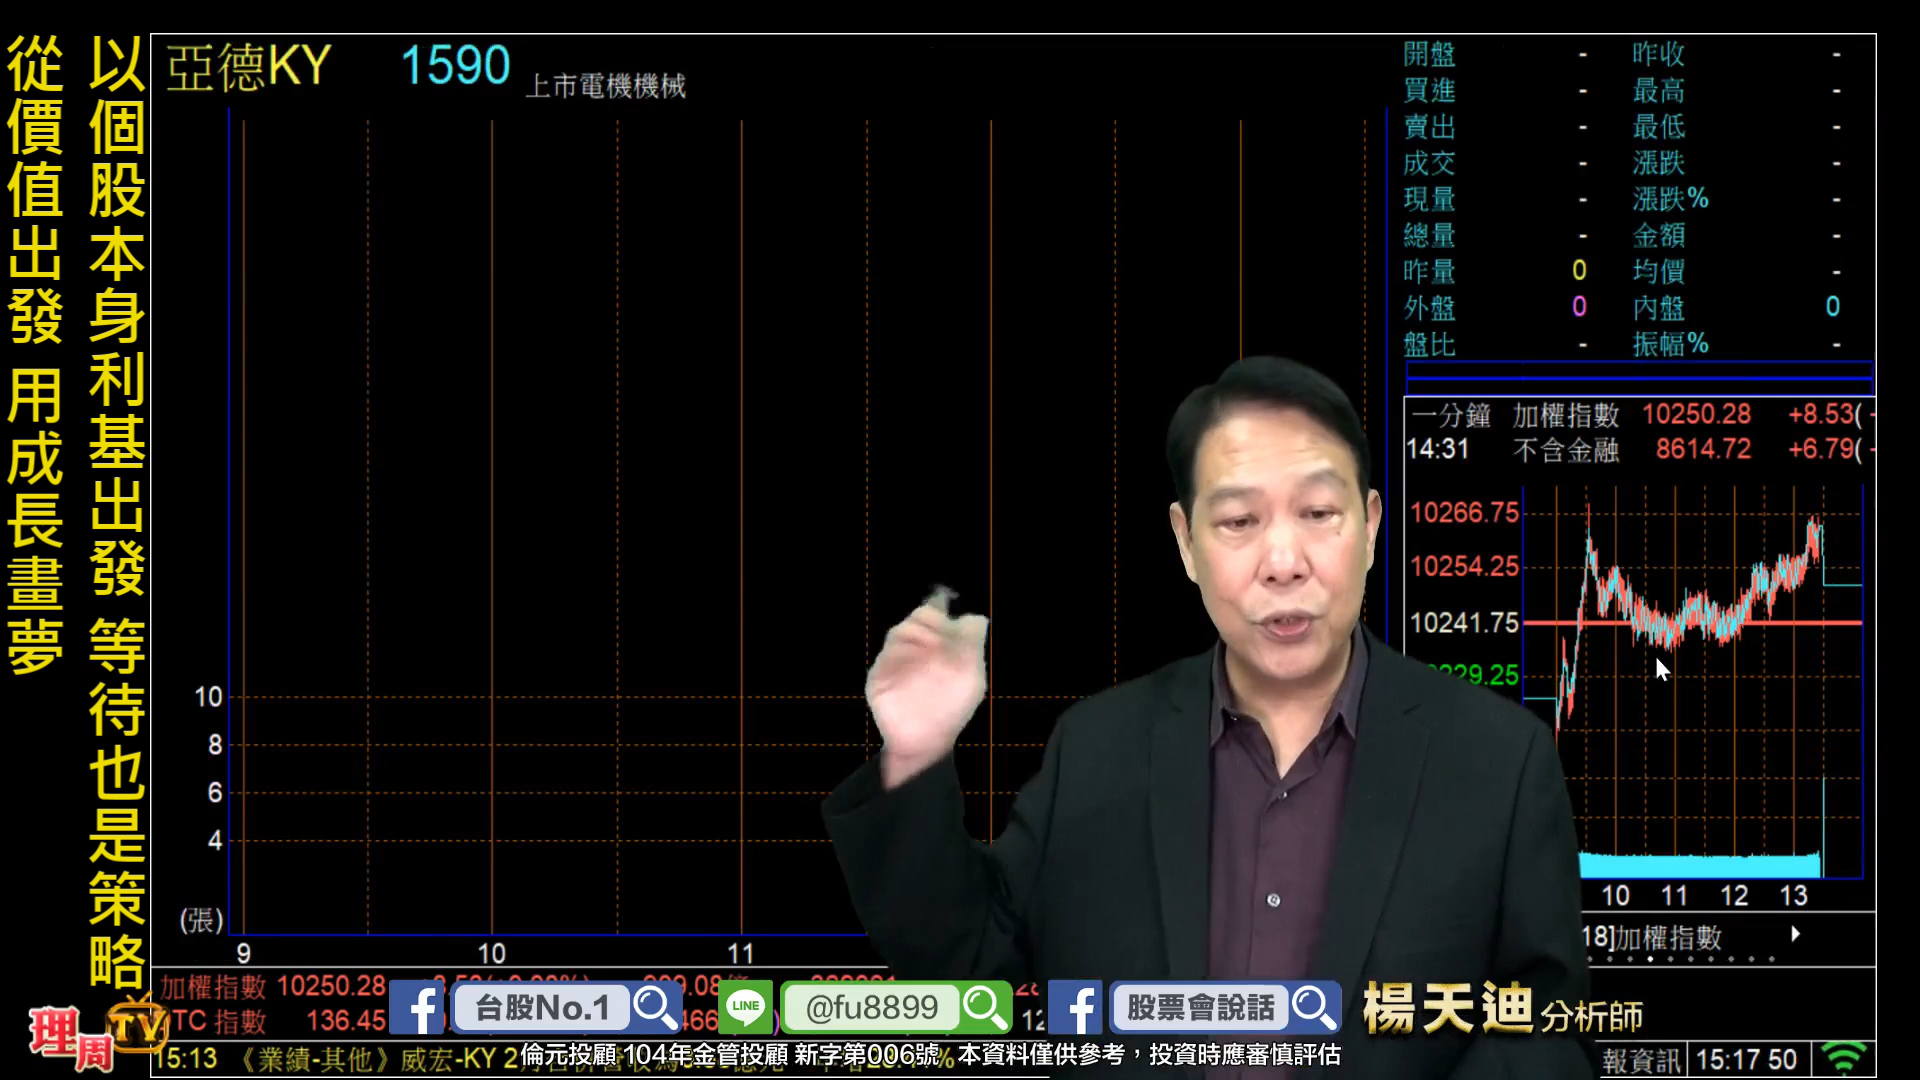 以個股本身利基出發 等待也是策略
從價值出發 用成長畫夢
亞德KY 1590 上市電機機械
開盤 - 昨收 -
買進 - 最高 -
賣出 - 最低 -
成交 - 漲跌 -
現量 - 漲跌% -
總量 - 金額 -
昨量 0 均價 -
外盤 0 內盤 0
盤比 - 振幅% -
一分鐘 加權指數 10250.28 +8.53(
14:31 不含金融 8614.72 +6.79(
10266.75
10254.25
10241.75
229.25
10 11 12 13
18]加權指數
10
8
6
4
(張)
9 10 11
加權指數 10250.28
TC 指數 136.45
台股No.1
LINE @fu8899
股票會說話
楊天迪 分析師
理周TV
15:13 《業績-其他》威宏-KY 2
倫元投顧 104年金管投顧 新字第006號 本資料僅供參考，投資時應審慎評估
報資訊 15:17 50